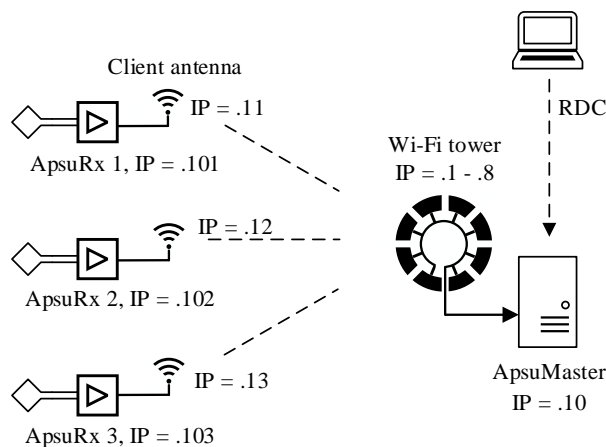 Client antenna
IP = .11
ApsuRx 1, IP = .101
IP = .12
ApsuRx 2, IP = .102
IP = .13
ApsuRx 3, IP = .103
Wi-Fi tower
IP = .1 - .8
RDC
ApsuMaster
IP = .10